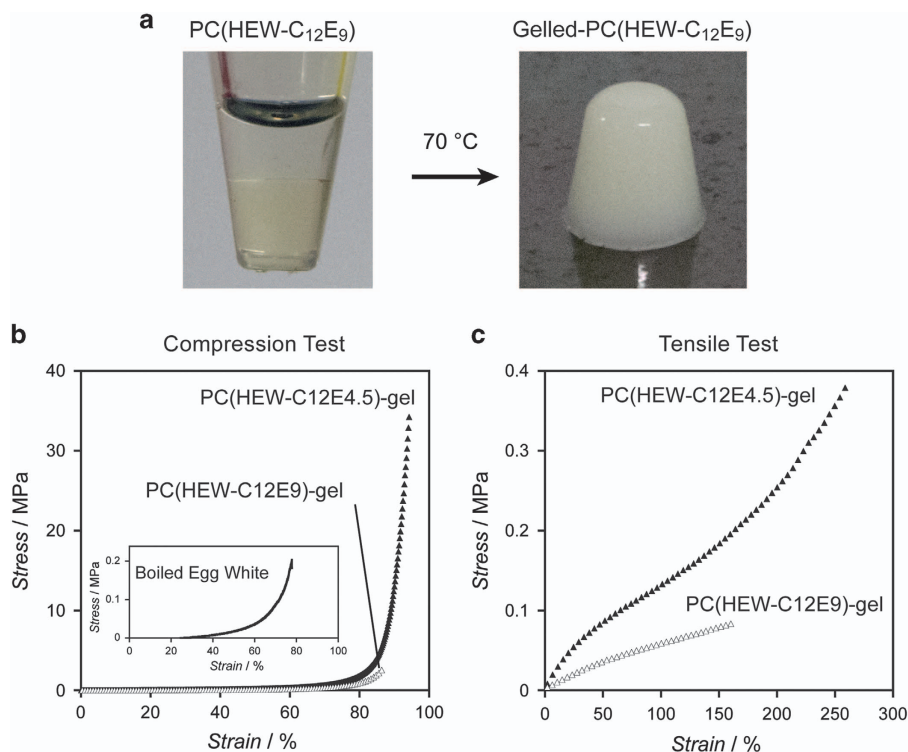 a
PC(HEW-C₁₂E₉)
Gelled-PC(HEW-C₁₂E₉)
70 °C
b
Compression Test
40
30
20
10
0
Stress / MPa
PC(HEW-C12E4.5)-gel
PC(HEW-C12E9)-gel
Boiled Egg White
0.2
0.1
0
Stress / MPa
0 20 40 60 80 100
Strain / %
0 20 40 60 80 100
Strain / %
c
Tensile Test
0.4
0.3
0.2
0.1
0
Stress / MPa
PC(HEW-C12E4.5)-gel
PC(HEW-C12E9)-gel
0 50 100 150 200 250 300
Strain / %